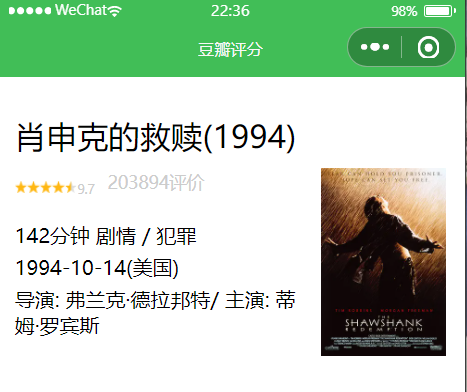 WeChat 22:36 98%
豆瓣评分
肖申克的救赎(1994)
9.7 203894评价
142分钟 剧情 / 犯罪
1994-10-14(美国)
导演: 弗兰克·德拉邦特/ 主演: 蒂
姆·罗宾斯
FEAR CAN HOLD YOU PRISONER.
HOPE CAN SET YOU FREE.
TIM ROBBINS MORGAN FREEMAN
THE
SHAWSHANK
REDEMPTION